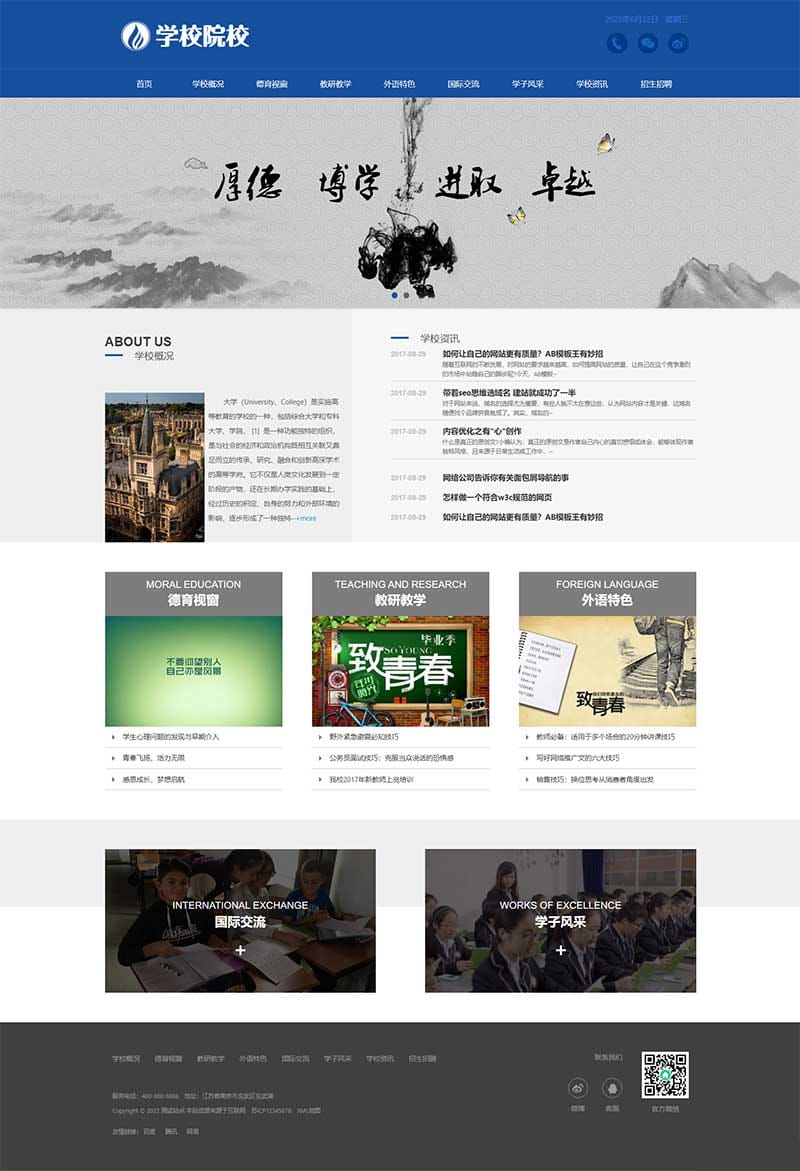 2022年6月22日 星期三
学校院校
首页 学校概况 德育视窗 教研教学 外语特色 国际交流 学子风采 学校资讯 招生招聘
厚德 博学 进取 卓越
ABOUT US
学校概况
大学（University、College）是实施高
等教育的学校的一种，包括综合大学和专科
大学、学院。 [1] 是一种功能独特的组织，
是与社会的经济和政治机构既相互关联又鼎
足而立的传承、研究、融合和创新高深学术
的高等学府。它不仅是人类文化发展到一定
阶段的产物，还在长期办学实践的基础上，
经过历史的积淀、自身的努力和外部环境的
影响，逐步形成了一种独特···+more
学校资讯
2017-08-29 如何让自己的网站更有质量？AB模板王有妙招
随着互联网的不断发展，对网站的要求越来越高，如何提高网站的质量，让自己在这个竞争激烈
的市场中站稳自己的脚步呢?今天，AB模板~
2017-08-29 带着seo思维选域名 建站就成功了一半
对于网站来说，域名的选择尤为重要，有些人就不太在意这些，认为网站内容才是关键，这域名
随便找个品牌拼音就成了。其实，域名的~
2017-08-29 内容优化之有“心”创作
什么是真正的原创文?小编认为，真正的原创文是作者自己内心的真切想信或体会，能够体现作者
独特风格，且来源于日常生活或工作中，~
2017-08-29 网络公司告诉你有关面包屑导航的事
2017-08-29 怎样做一个符合w3c规范的网页
2017-08-29 如何让自己的网站更有质量？AB模板王有妙招
MORAL EDUCATION
德育视窗
不要仰望别人
自己亦是风景
学生心理问题的发现与早期介入
青春飞扬，活力无限
感恩成长，梦想启航
TEACHING AND RESEARCH
教研教学
毕业季
SO YOUNG
致青春
野外紧急避震必知技巧
公务员面试技巧：克服当众说话的恐惧感
我校2017年新教师上岗培训
FOREIGN LANGUAGE
外语特色
致青春
教师必备：适用于多个场合的20分钟讲课技巧
写好网络推广文的六大技巧
销售技巧：换位思考从消费者角度出发
INTERNATIONAL EXCHANGE
国际交流
+
WORKS OF EXCELLENCE
学子风采
+
学校概况 德育视窗 教研教学 外语特色 国际交流 学子风采 学校资讯 招生招聘
服务电话：400-888-8888 地址：江苏省南京市玄武区玄武湖
Copyright © 2022 测试站点 本站资源来源于互联网 苏ICP12345678 XML地图
友情链接： 百度 腾讯 网易
联系我们
微博 客服 官方微信